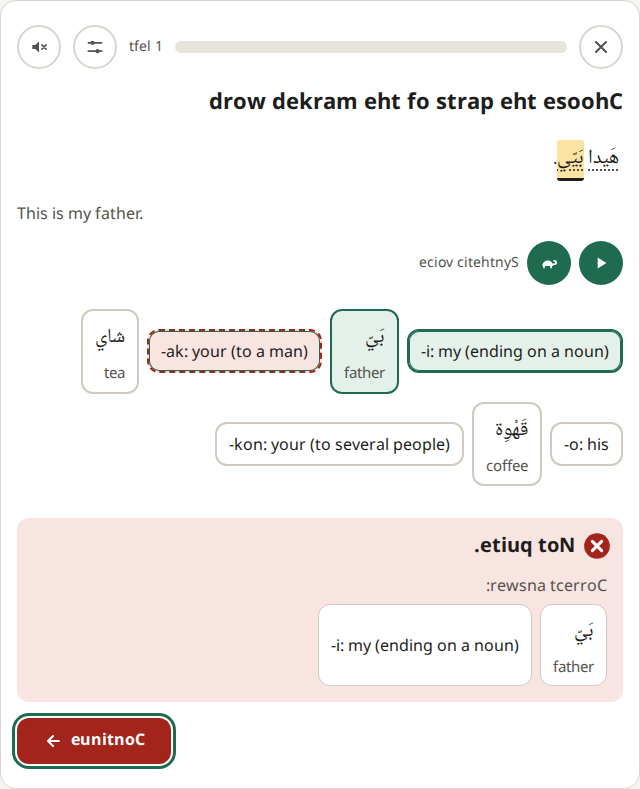 tfel 1
drow dekram eht fo strap eht esoohC
هَيدا بَيّي.
This is my father.
eciov citehtnyS
-i: my (ending on a noun)
بَيّ
father
-ak: your (to a man)
شاي
tea
-o: his
قَهْوِة
coffee
-kon: your (to several people)
.etiuq toN
:rewsna tcerroC
بَيّ
father
-i: my (ending on a noun)
eunitnoC